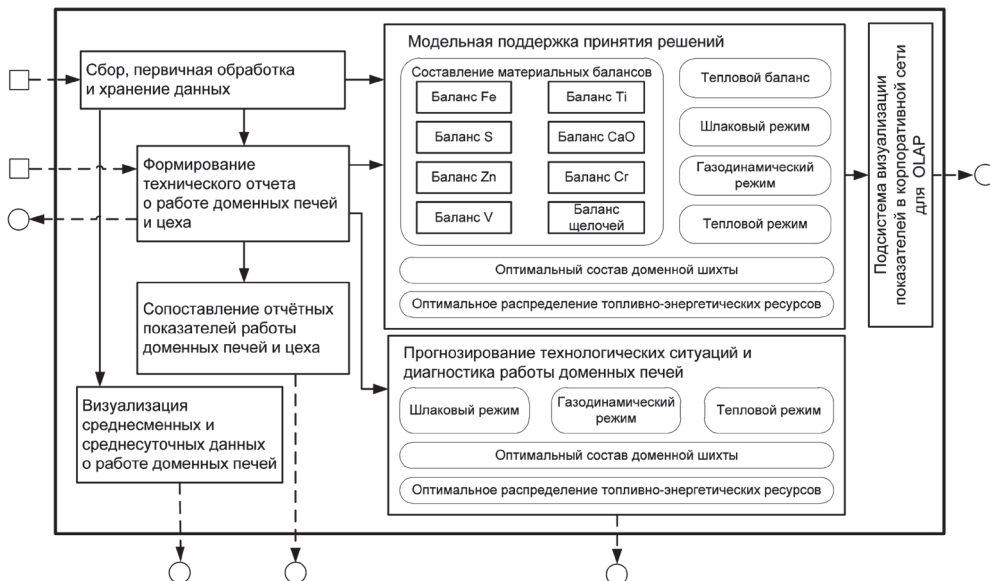 Сбор, первичная обработка
и хранение данных
Формирование
технического отчета
о работе доменных печей
и цеха
Сопоставление отчётных
показателей работы
доменных печей и цеха
Визуализация
среднесменных и
среднесуточных данных
о работе доменных печей
Модельная поддержка принятия решений
Составление материальных балансов
Баланс Fe
Баланс Ti
Баланс S
Баланс CaO
Баланс Zn
Баланс Cr
Баланс V
Баланс
щелочей
Тепловой баланс
Шлаковый режим
Газодинамический
режим
Тепловой режим
Оптимальный состав доменной шихты
Оптимальное распределение топливно-энергетических ресурсов
Прогнозирование технологических ситуаций и
диагностика работы доменных печей
Шлаковый режим
Газодинамический
режим
Тепловой режим
Оптимальный состав доменной шихты
Оптимальное распределение топливно-энергетических ресурсов
Подсистема визуализации
показателей в корпоративной сети
для OLAP